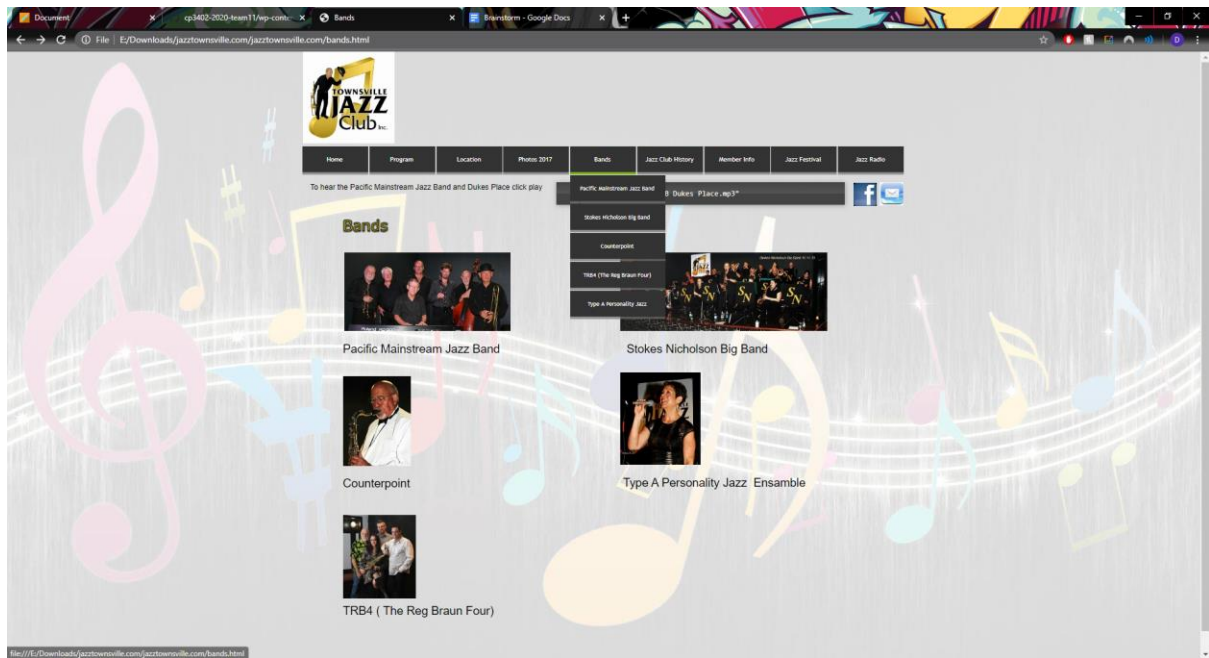 Document
cp3402-2020-team11/wp-conte
Bands
Brainstorm - Google Docs
File | E:/Downloads/jazztownsville.com/jazztownsville.com/bands.html
TOWNSVILLE
JAZZ
Club Inc.
Home Program Location Photos 2017 Bands Jazz Club History Member Info Jazz Festival Jazz Radio
To hear the Pacific Mainstream Jazz Band and Dukes Place click play
Dukes Place.mp3"
Pacific Mainstream Jazz Band
Stokes Nicholson Big Band
Counterpoint
TRB4 (The Reg Braun Four)
Type A Personality Jazz
Bands
Pacific Mainstream Jazz Band
Stokes Nicholson Big Band
Counterpoint
Type A Personality Jazz Ensamble
TRB4 ( The Reg Braun Four)
file:///E:/Downloads/jazztownsville.com/jazztownsville.com/bands.html